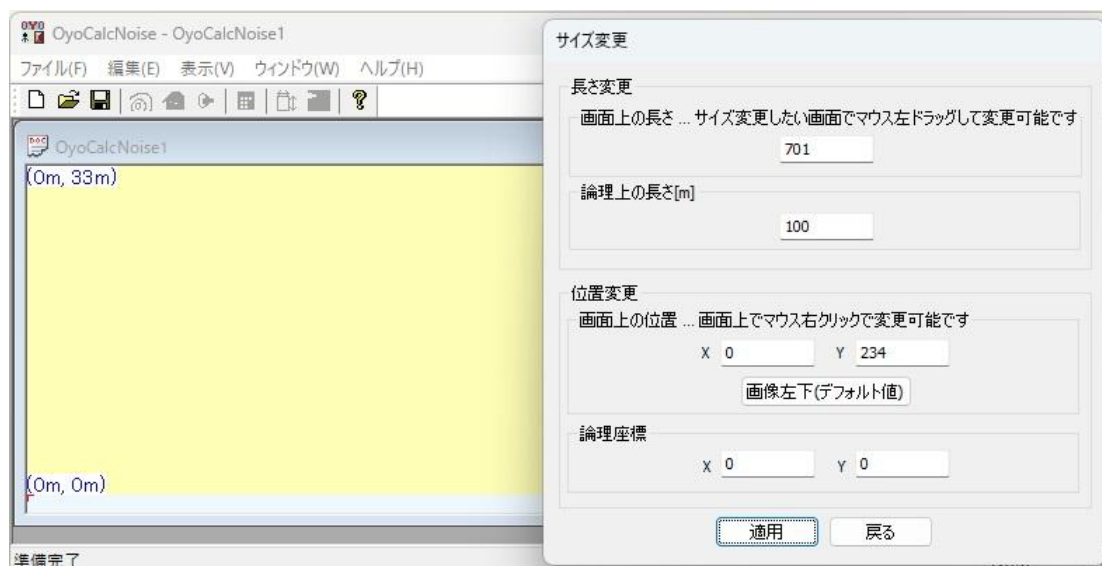 OyoCalcNoise - OyoCalcNoise1
ファイル(F) 編集(E) 表示(V) ウィンドウ(W) ヘルプ(H)
OyoCalcNoise1
(0m, 33m)
(0m, 0m)
準備完了
サイズ変更
長さ変更
画面上の長さ ... サイズ変更したい画面でマウス左ドラッグして変更可能です
701
論理上の長さ[m]
100
位置変更
画面上の位置 ... 画面上でマウス右クリックで変更可能です
X 0 Y 234
画像左下(デフォルト値)
論理座標
X 0 Y 0
適用 戻る